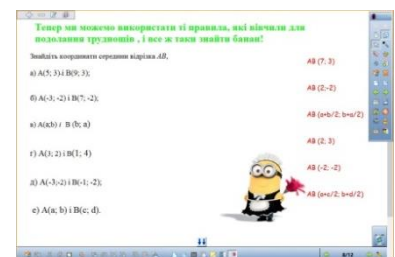 Тепер ми можемо використати ті правила, які вивчили для
подолання труднощів , і все ж таки знайти банан!
Знайдіть координати середини відрізка AB,
а) A(5; 3) і B(9; 3);
б) A(-3; -2) і B(7; -2);
в) A(a;b) і B (b; a)
г) A(3; 2) і B(1; 4)
д) A(-3;-2) і B(-1; -2);
е) A(a; b) і B(c; d).
AB (7; 3)
AB (2;-2)
AB (a+b/2; b+a/2)
AB (2; 3)
AB (-2; -2)
AB (a+c/2; b+d/2)
8/12